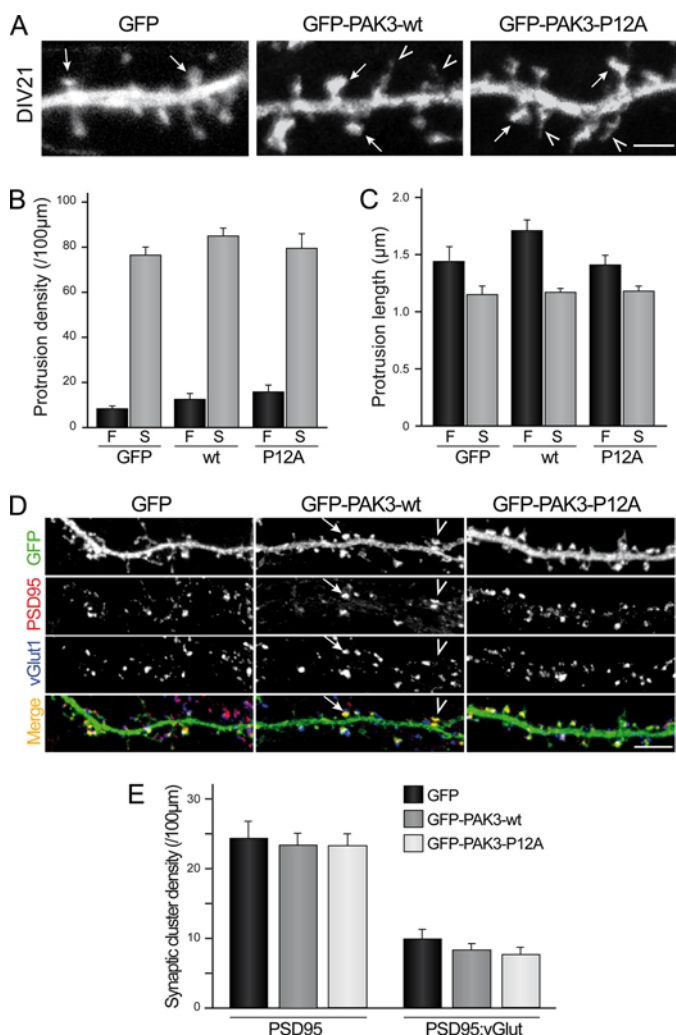 A
GFP
GFP-PAK3-wt
GFP-PAK3-P12A
DIV21
B
Protrusion density (/100μm)
100
80
60
40
20
0
F S F S F S
GFP wt P12A
C
Protrusion length (μm)
2.0
1.5
1.0
0.5
0
F S F S F S
GFP wt P12A
D
GFP
GFP-PAK3-wt
GFP-PAK3-P12A
GFP
PSD95
vGlut1
Merge
E
Synaptic cluster density (/100μm)
30
20
10
0
GFP
GFP-PAK3-wt
GFP-PAK3-P12A
PSD95
PSD95:vGlut